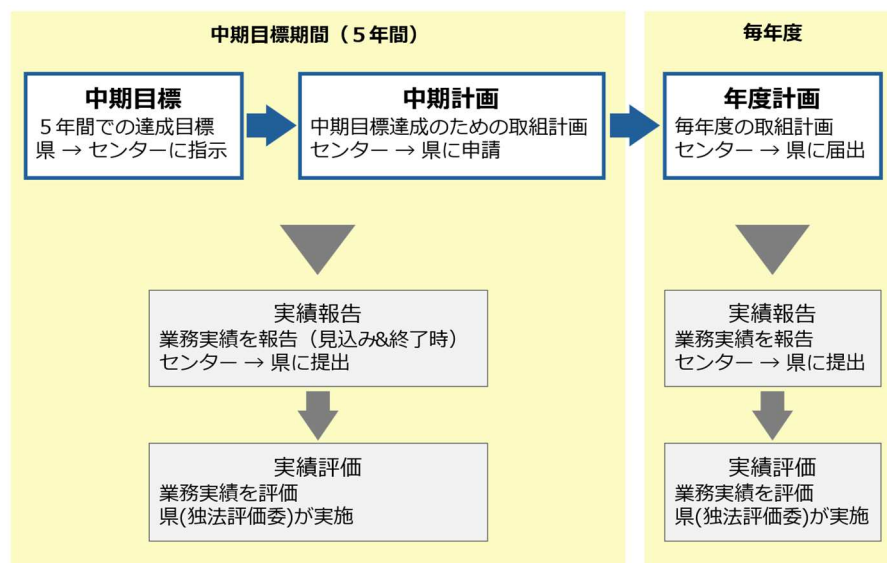 中期目標期間（５年間）
中期目標
５年間での達成目標
県 → センターに指示
中期計画
中期目標達成のための取組計画
センター → 県に申請
実績報告
業務実績を報告（見込み&終了時）
センター → 県に提出
実績評価
業務実績を評価
県(独法評価委)が実施
毎年度
年度計画
毎年度の取組計画
センター → 県に届出
実績報告
業務実績を報告
センター → 県に提出
実績評価
業務実績を評価
県(独法評価委)が実施